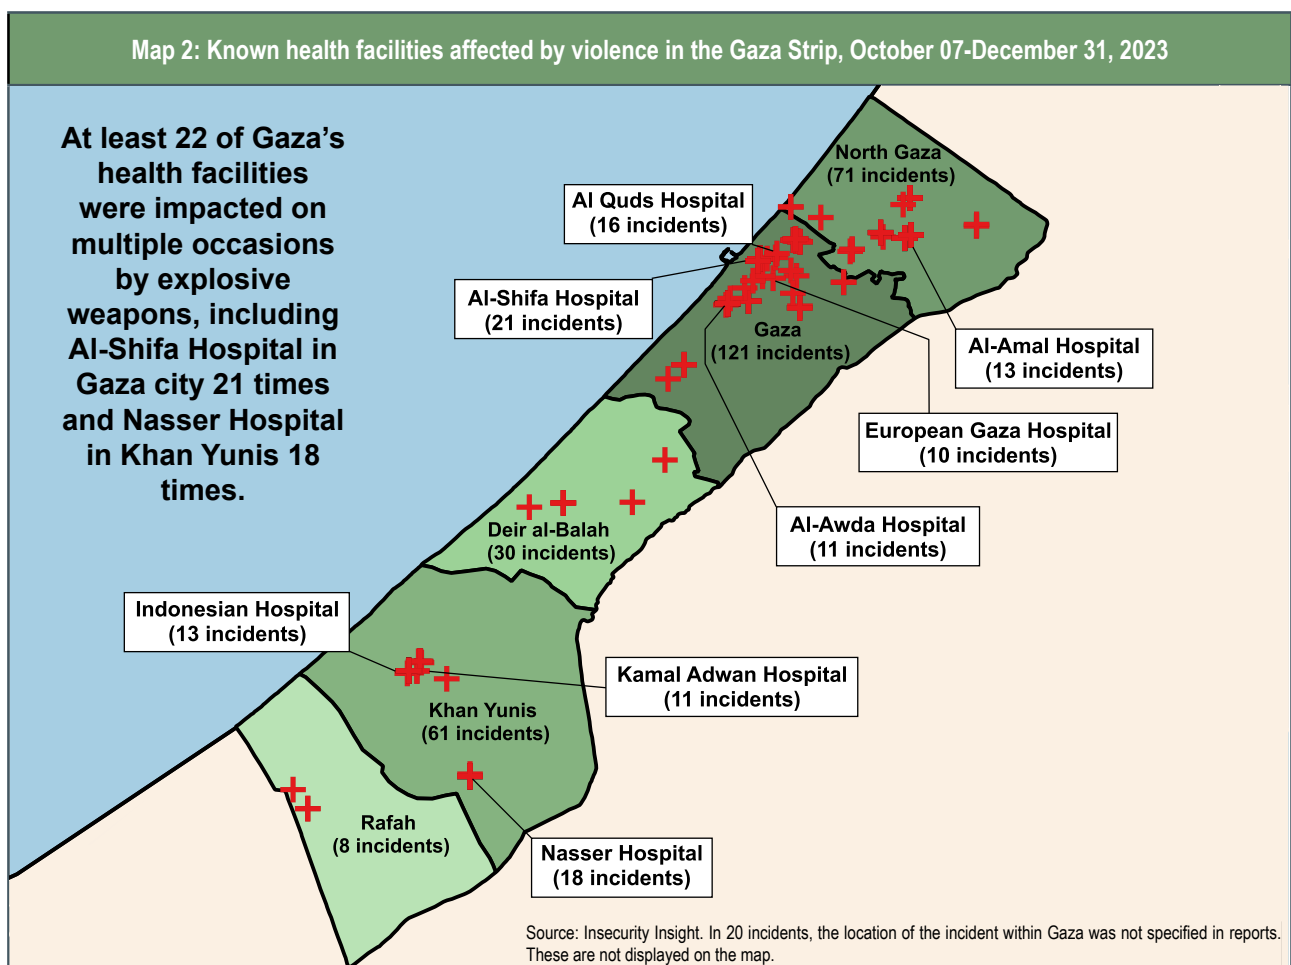 Map 2: Known health facilities affected by violence in the Gaza Strip, October 07-December 31, 2023
At least 22 of Gaza’s
health facilities
were impacted on
multiple occasions
by explosive
weapons, including
Al-Shifa Hospital in
Gaza city 21 times
and Nasser Hospital
in Khan Yunis 18
times.
North Gaza
(71 incidents)
Al Quds Hospital
(16 incidents)
Al-Shifa Hospital
(21 incidents)
Gaza
(121 incidents)
Al-Amal Hospital
(13 incidents)
European Gaza Hospital
(10 incidents)
Al-Awda Hospital
(11 incidents)
Deir al-Balah
(30 incidents)
Indonesian Hospital
(13 incidents)
Kamal Adwan Hospital
(11 incidents)
Khan Yunis
(61 incidents)
Rafah
(8 incidents)
Nasser Hospital
(18 incidents)
Source: Insecurity Insight. In 20 incidents, the location of the incident within Gaza was not specified in reports.
These are not displayed on the map.